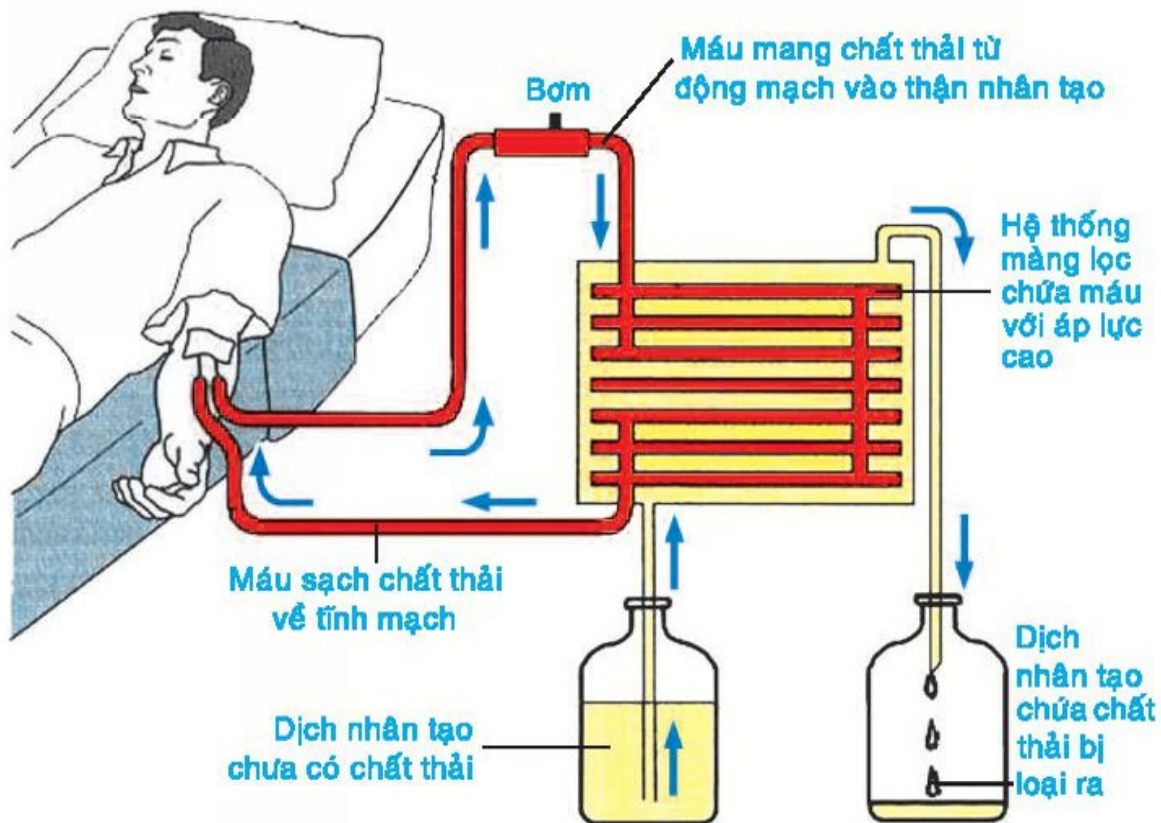 Máu mang chất thải từ
động mạch vào thận nhân tạo
Bơm
Hệ thống
màng lọc
chứa máu
với áp lực
cao
Máu sạch chất thải
về tĩnh mạch
Dịch nhân tạo
chưa có chất thải
Dịch
nhân tạo
chứa chất
thải bị
loại ra